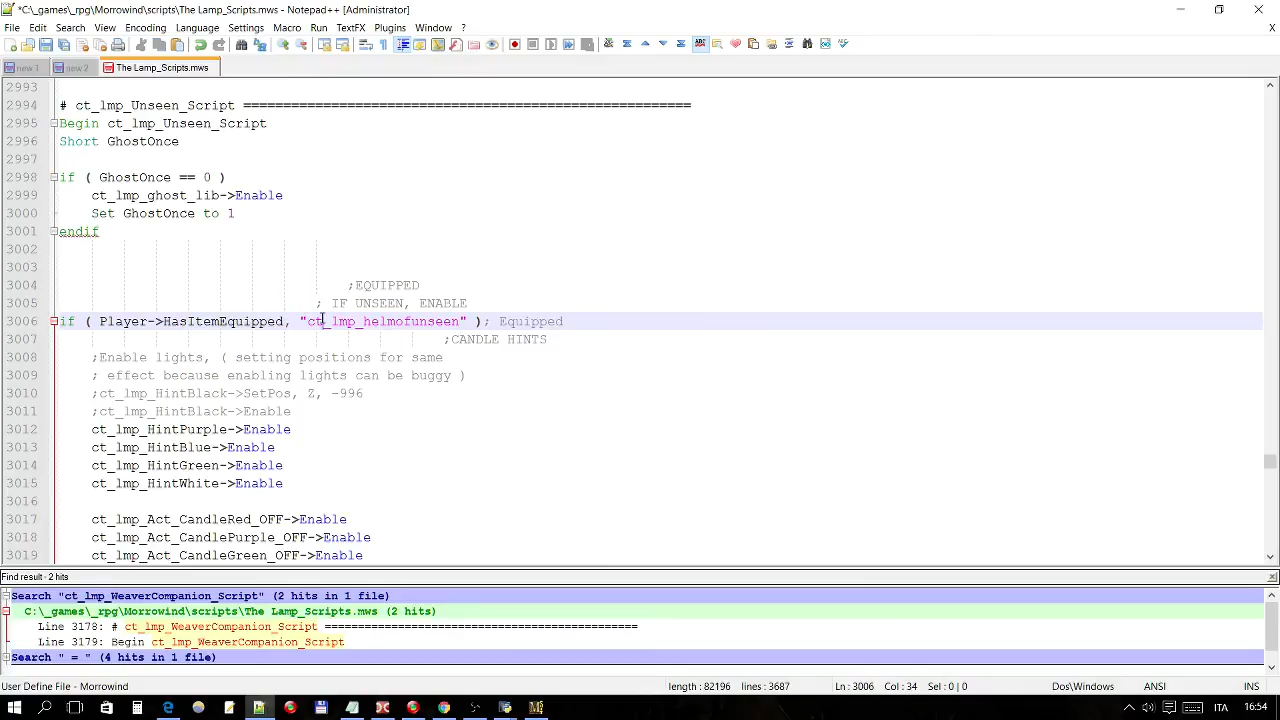 *C:\_games\_rpg\Morrowind\scripts\The Lamp_Scripts.mws - Notepad++ [Administrator]
File Edit Search View Encoding Language Settings Macro Run TextFX Plugins Window ? X
new 1 new 2 The Lamp_Scripts.mws
2993
2994 # ct_lmp_Unseen_Script ========================================================
2995 Begin ct_lmp_Unseen_Script
2996 Short GhostOnce
2997
2998 if ( GhostOnce == 0 )
2999 ct_lmp_ghost_lib->Enable
3000 Set GhostOnce to 1
3001 endif
3002
3003
3004 ;EQUIPPED
3005 ; IF UNSEEN, ENABLE
3006 if ( Player->HasItemEquipped, "ct_lmp_helmofunseen" ); Equipped
3007 ;CANDLE HINTS
3008 ;Enable lights, ( setting positions for same
3009 ; effect because enabling lights can be buggy )
3010 ;ct_lmp_HintBlack->SetPos, Z, -996
3011 ;ct_lmp_HintBlack->Enable
3012 ct_lmp_HintPurple->Enable
3013 ct_lmp_HintBlue->Enable
3014 ct_lmp_HintGreen->Enable
3015 ct_lmp_HintWhite->Enable
3016
3017 ct_lmp_Act_CandleRed_OFF->Enable
3018 ct_lmp_Act_CandlePurple_OFF->Enable
3019 ct_lmp_Act_CandleGreen_OFF->Enable
Find result - 2 hits
Search "ct_lmp_WeaverCompanion_Script" (2 hits in 1 file)
C:\_games\_rpg\Morrowind\scripts\The Lamp_Scripts.mws (2 hits)
Line 3178: # ct_lmp_WeaverCompanion_Script ============================================
Line 3179: Begin ct_lmp_WeaverCompanion_Script
Search " = " (4 hits in 1 file)
User Define File - Morrowind length : 82196 lines : 3687 Ln : 3006 Col : 34 Sel : 0 | 0 Dos\Windows ANSI INS
ITA 16:54